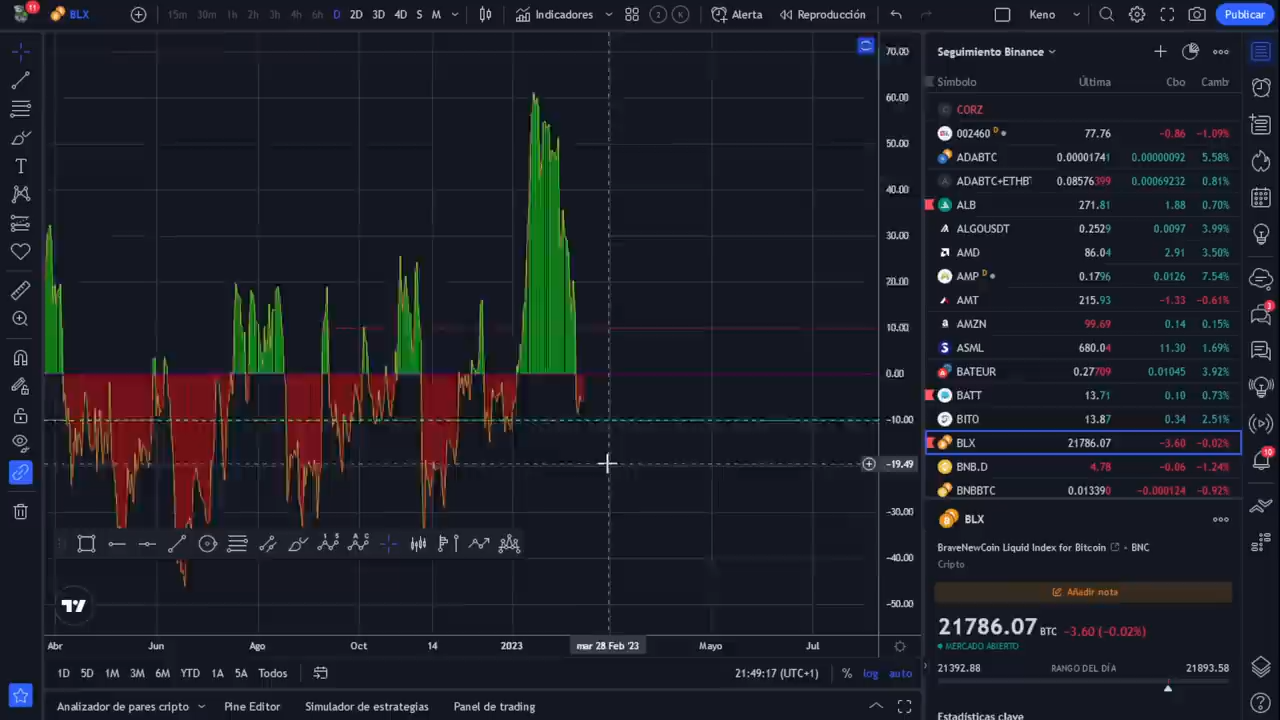 11
BLX
15m 30m 1h 2h 3h 4h 6h D 2D 3D 4D S M
Indicadores
2
K
Alerta
Reproducción
Keno
Publicar
70.00
60.00
50.00
40.00
30.00
20.00
10.00
0.00
-10.00
-19.49
-30.00
-40.00
-50.00
Abr Jun Ago Oct 14 2023 mar 28 Feb '23 Mayo Jul
1D 5D 1M 3M 6M YTD 1A 5A Todos
21:49:17 (UTC+1) % log auto
Analizador de pares cripto Pine Editor Simulador de estrategias Panel de trading
Seguimiento Binance
Símbolo Última Cbo Camb
CORZ
002460 D 77.76 -0.86 -1.09%
ADABTC 0.00001741 0.00000092 5.58%
ADABTC+ETHBT 0.08576399 0.00069232 0.81%
ALB 271.81 1.88 0.70%
ALGOUSDT 0.2529 0.0097 3.99%
AMD 86.04 2.91 3.50%
AMP D 0.1796 0.0126 7.54%
AMT 215.93 -1.33 -0.61%
AMZN 99.69 0.14 0.15%
ASML 680.04 11.30 1.69%
BATEUR 0.27709 0.01045 3.92%
BATT 13.71 0.10 0.73%
BITO 13.87 0.34 2.51%
BLX 21786.07 -3.60 -0.02%
BNB.D 4.78 -0.06 -1.24%
BNBBTC 0.013390 -0.000124 -0.92%
BLX
BraveNewCoin Liquid Index for Bitcoin • BNC
Cripto
Añadir nota
21786.07 BTC -3.60 (-0.02%)
MERCADO ABIERTO
21392.88 RANGO DEL DÍA 21893.58
Estadísticas clave
3
10